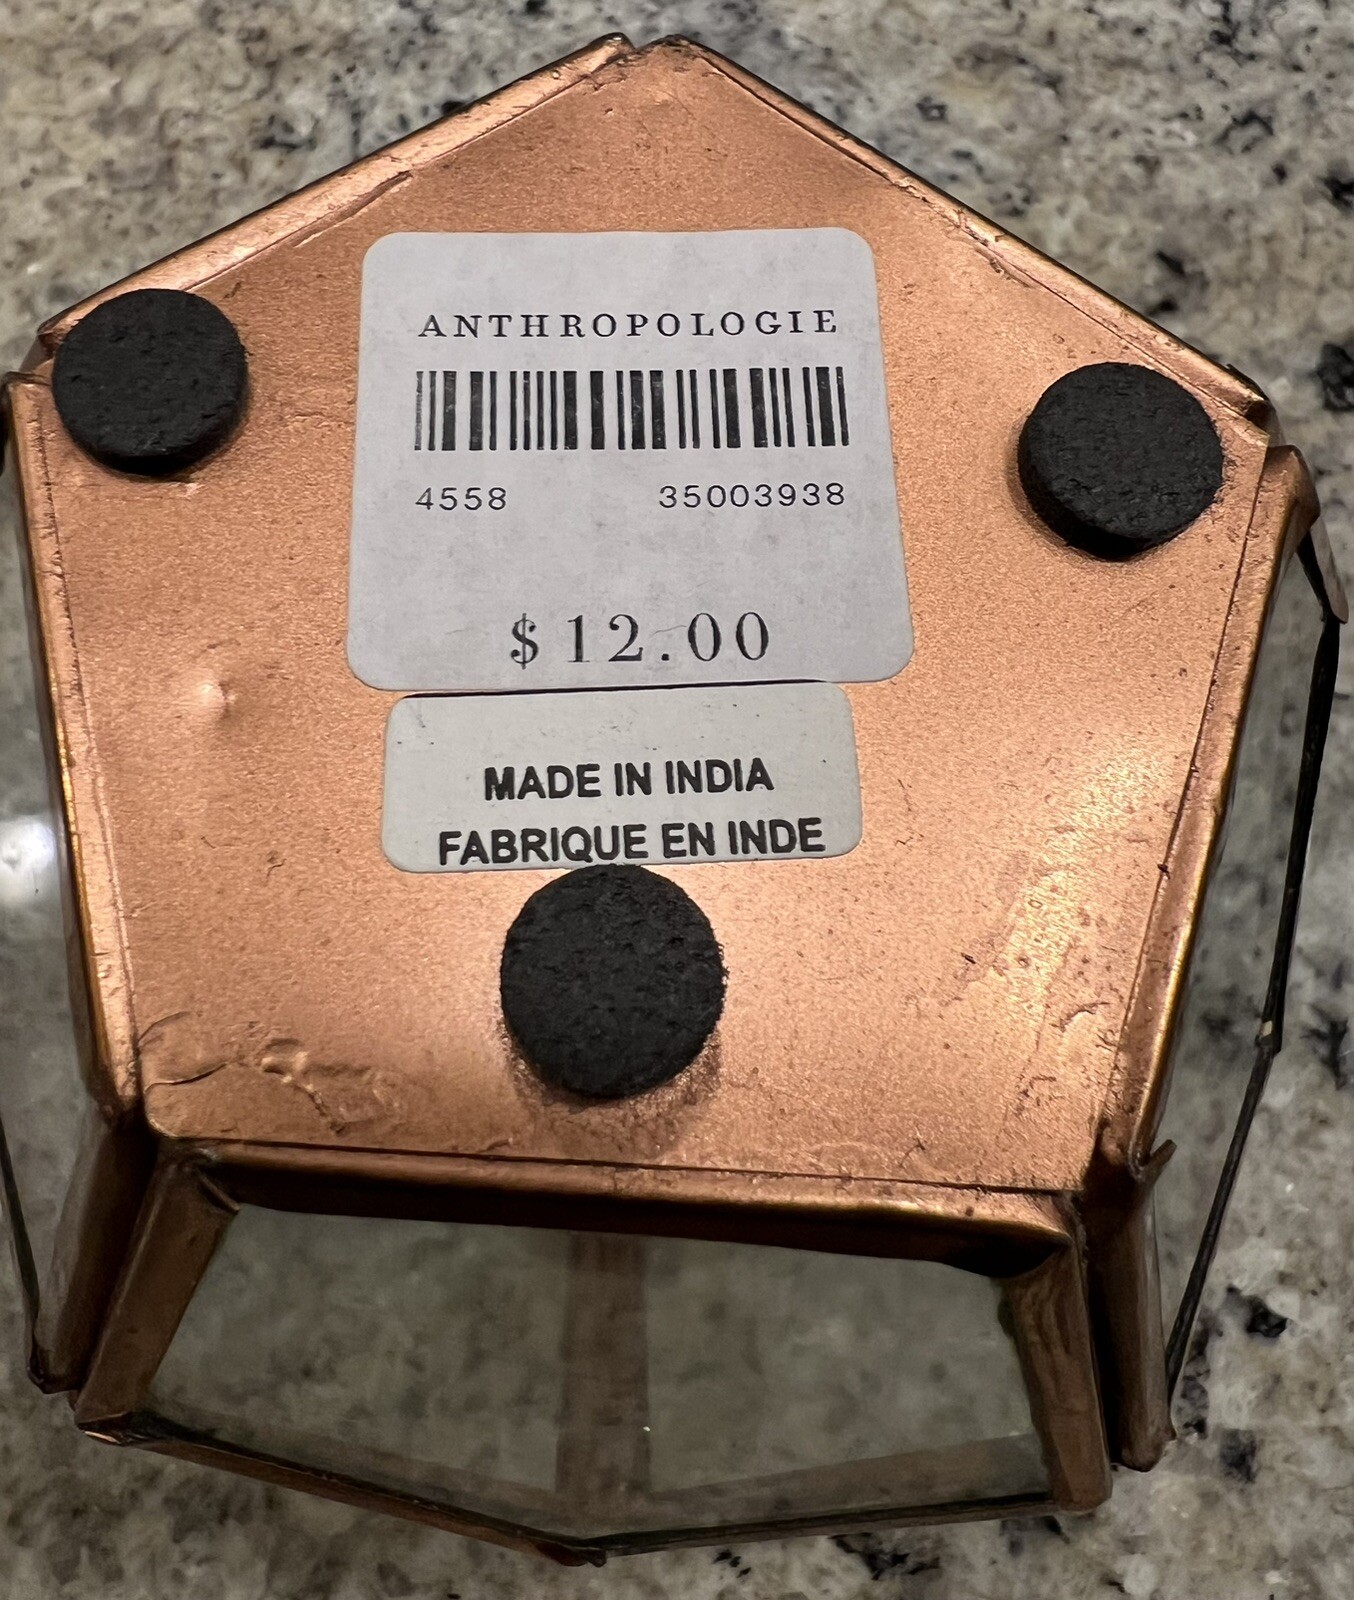 ANTHROPOLOGIE
4558 35003938
$12.00
MADE IN INDIA
FABRIQUE EN INDE